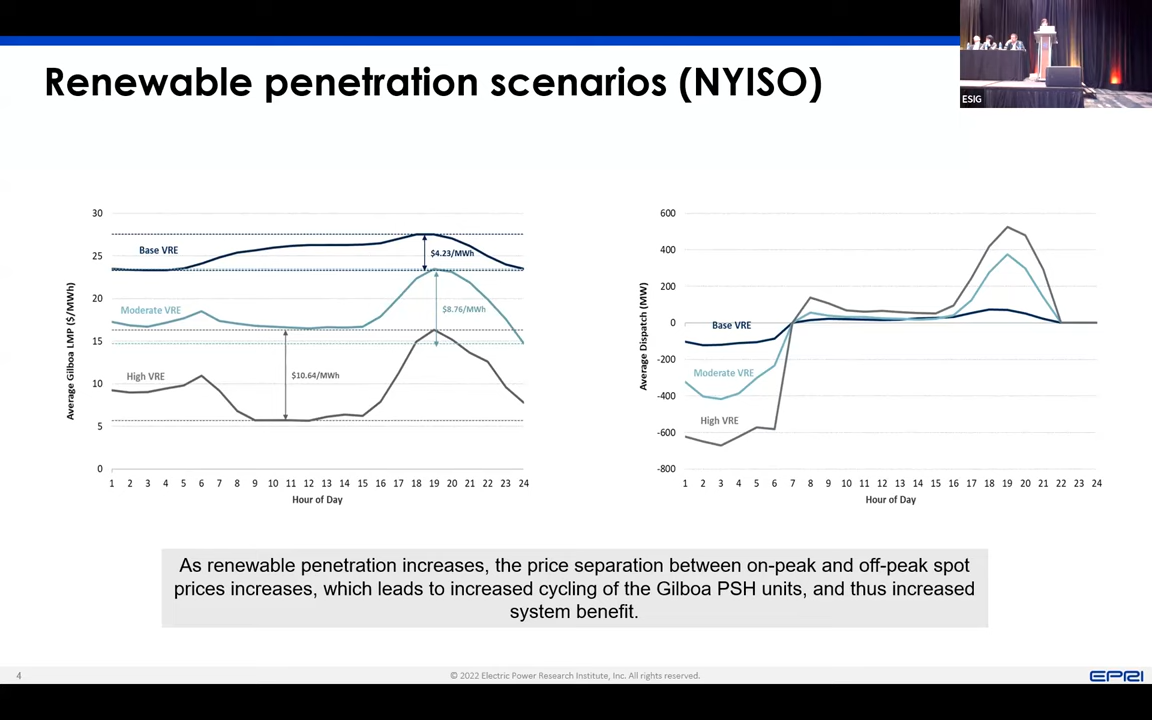 Renewable penetration scenarios (NYISO)
ESIG
30
25
20
15
10
5
0
Average Gilboa LMP ($/MWh)
Base VRE
$4.23/MWh
Moderate VRE
$8.76/MWh
High VRE
$10.64/MWh
1 2 3 4 5 6 7 8 9 10 11 12 13 14 15 16 17 18 19 20 21 22 23 24
Hour of Day
600
400
200
0
-200
-400
-600
-800
Average Dispatch (MW)
Base VRE
Moderate VRE
High VRE
1 2 3 4 5 6 7 8 9 10 11 12 13 14 15 16 17 18 19 20 21 22 23 24
Hour of Day
As renewable penetration increases, the price separation between on-peak and off-peak spot
prices increases, which leads to increased cycling of the Gilboa PSH units, and thus increased
system benefit.
4
© 2022 Electric Power Research Institute, Inc. All rights reserved.
EPRI